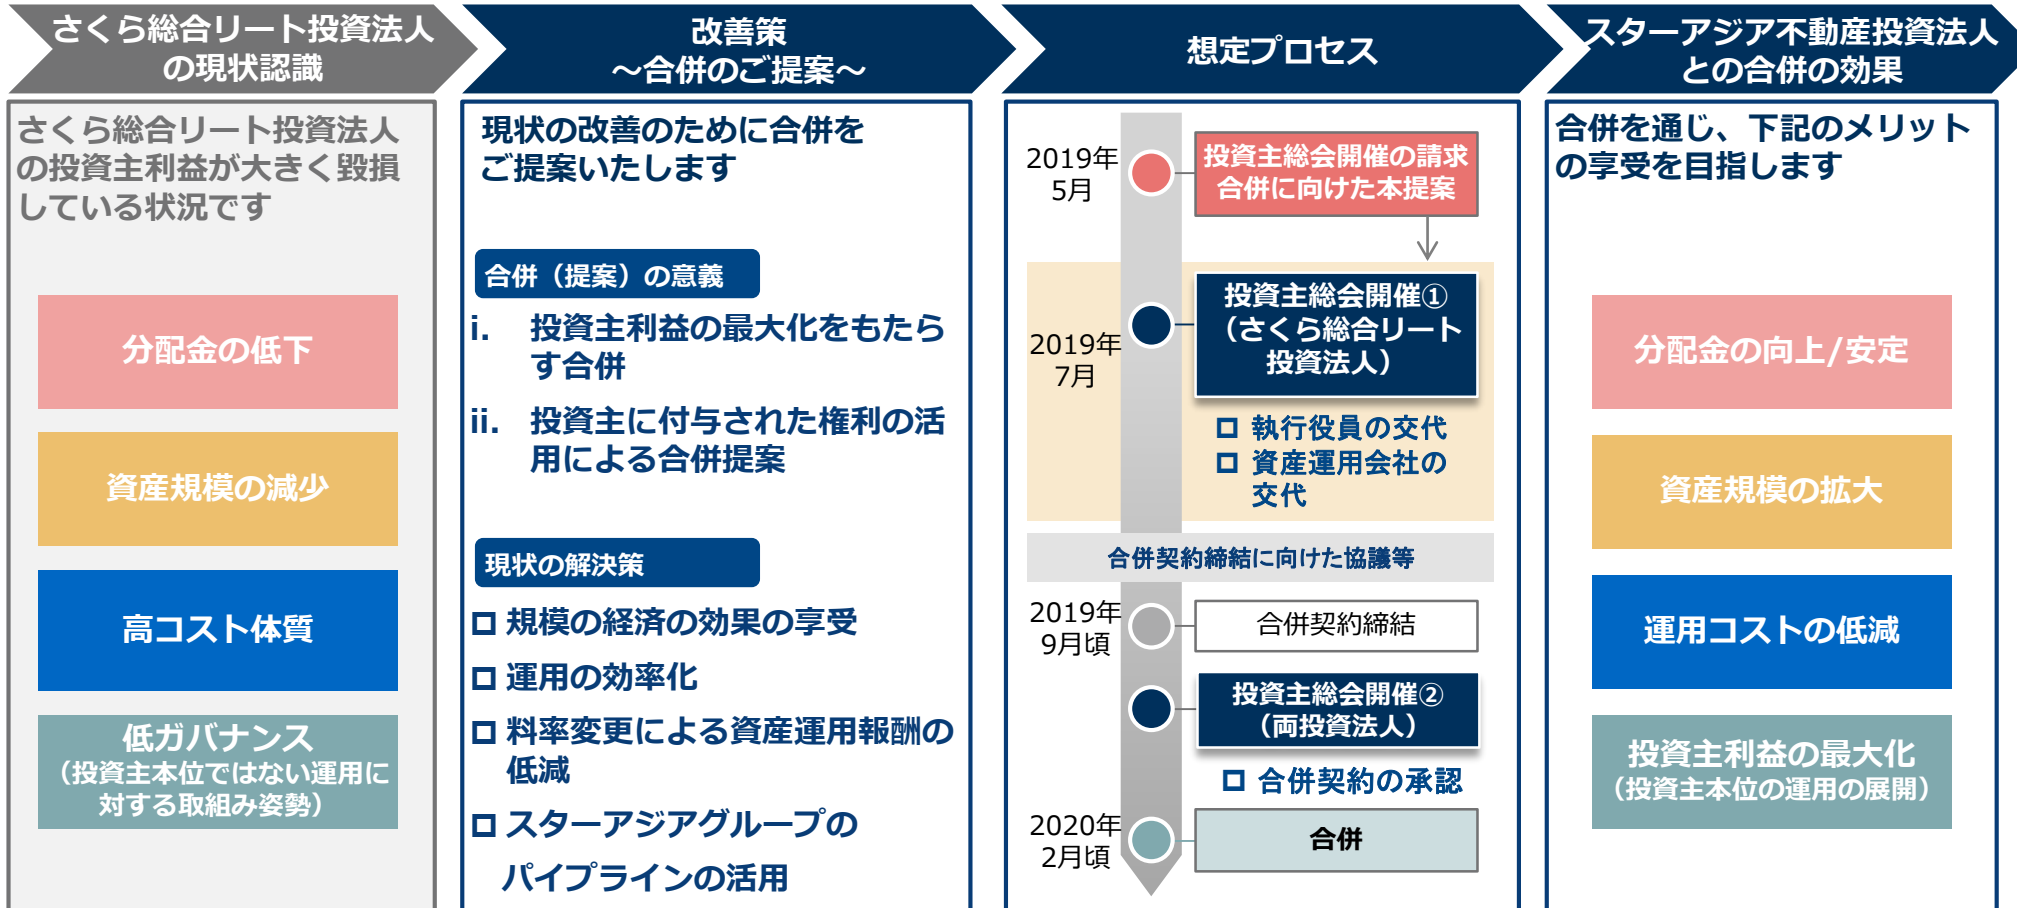 さくら総合リート投資法人
の現状認識
さくら総合リート投資法人
の投資主利益が大きく毀損
している状況です
分配金の低下
資産規模の減少
高コスト体質
低ガバナンス
（投資主本位ではない運用に
対する取組み姿勢）
改善策
～合併のご提案～
現状の改善のために合併を
ご提案いたします
合併（提案）の意義
i. 投資主利益の最大化をもたら
す合併
ii. 投資主に付与された権利の活
用による合併提案
現状の解決策
規模の経済の効果の享受
運用の効率化
料率変更による資産運用報酬の
低減
スターアジアグループの
パイプラインの活用
想定プロセス
2019年
5月
投資主総会開催の請求
合併に向けた本提案
2019年
7月
投資主総会開催①
（さくら総合リート
投資法人）
執行役員の交代
資産運用会社の
交代
合併契約締結に向けた協議等
2019年
9月頃
合併契約締結
投資主総会開催②
（両投資法人）
合併契約の承認
2020年
2月頃
合併
スターアジア不動産投資法人
との合併の効果
合併を通じ、下記のメリット
の享受を目指します
分配金の向上/安定
資産規模の拡大
運用コストの低減
投資主利益の最大化
（投資主本位の運用の展開）